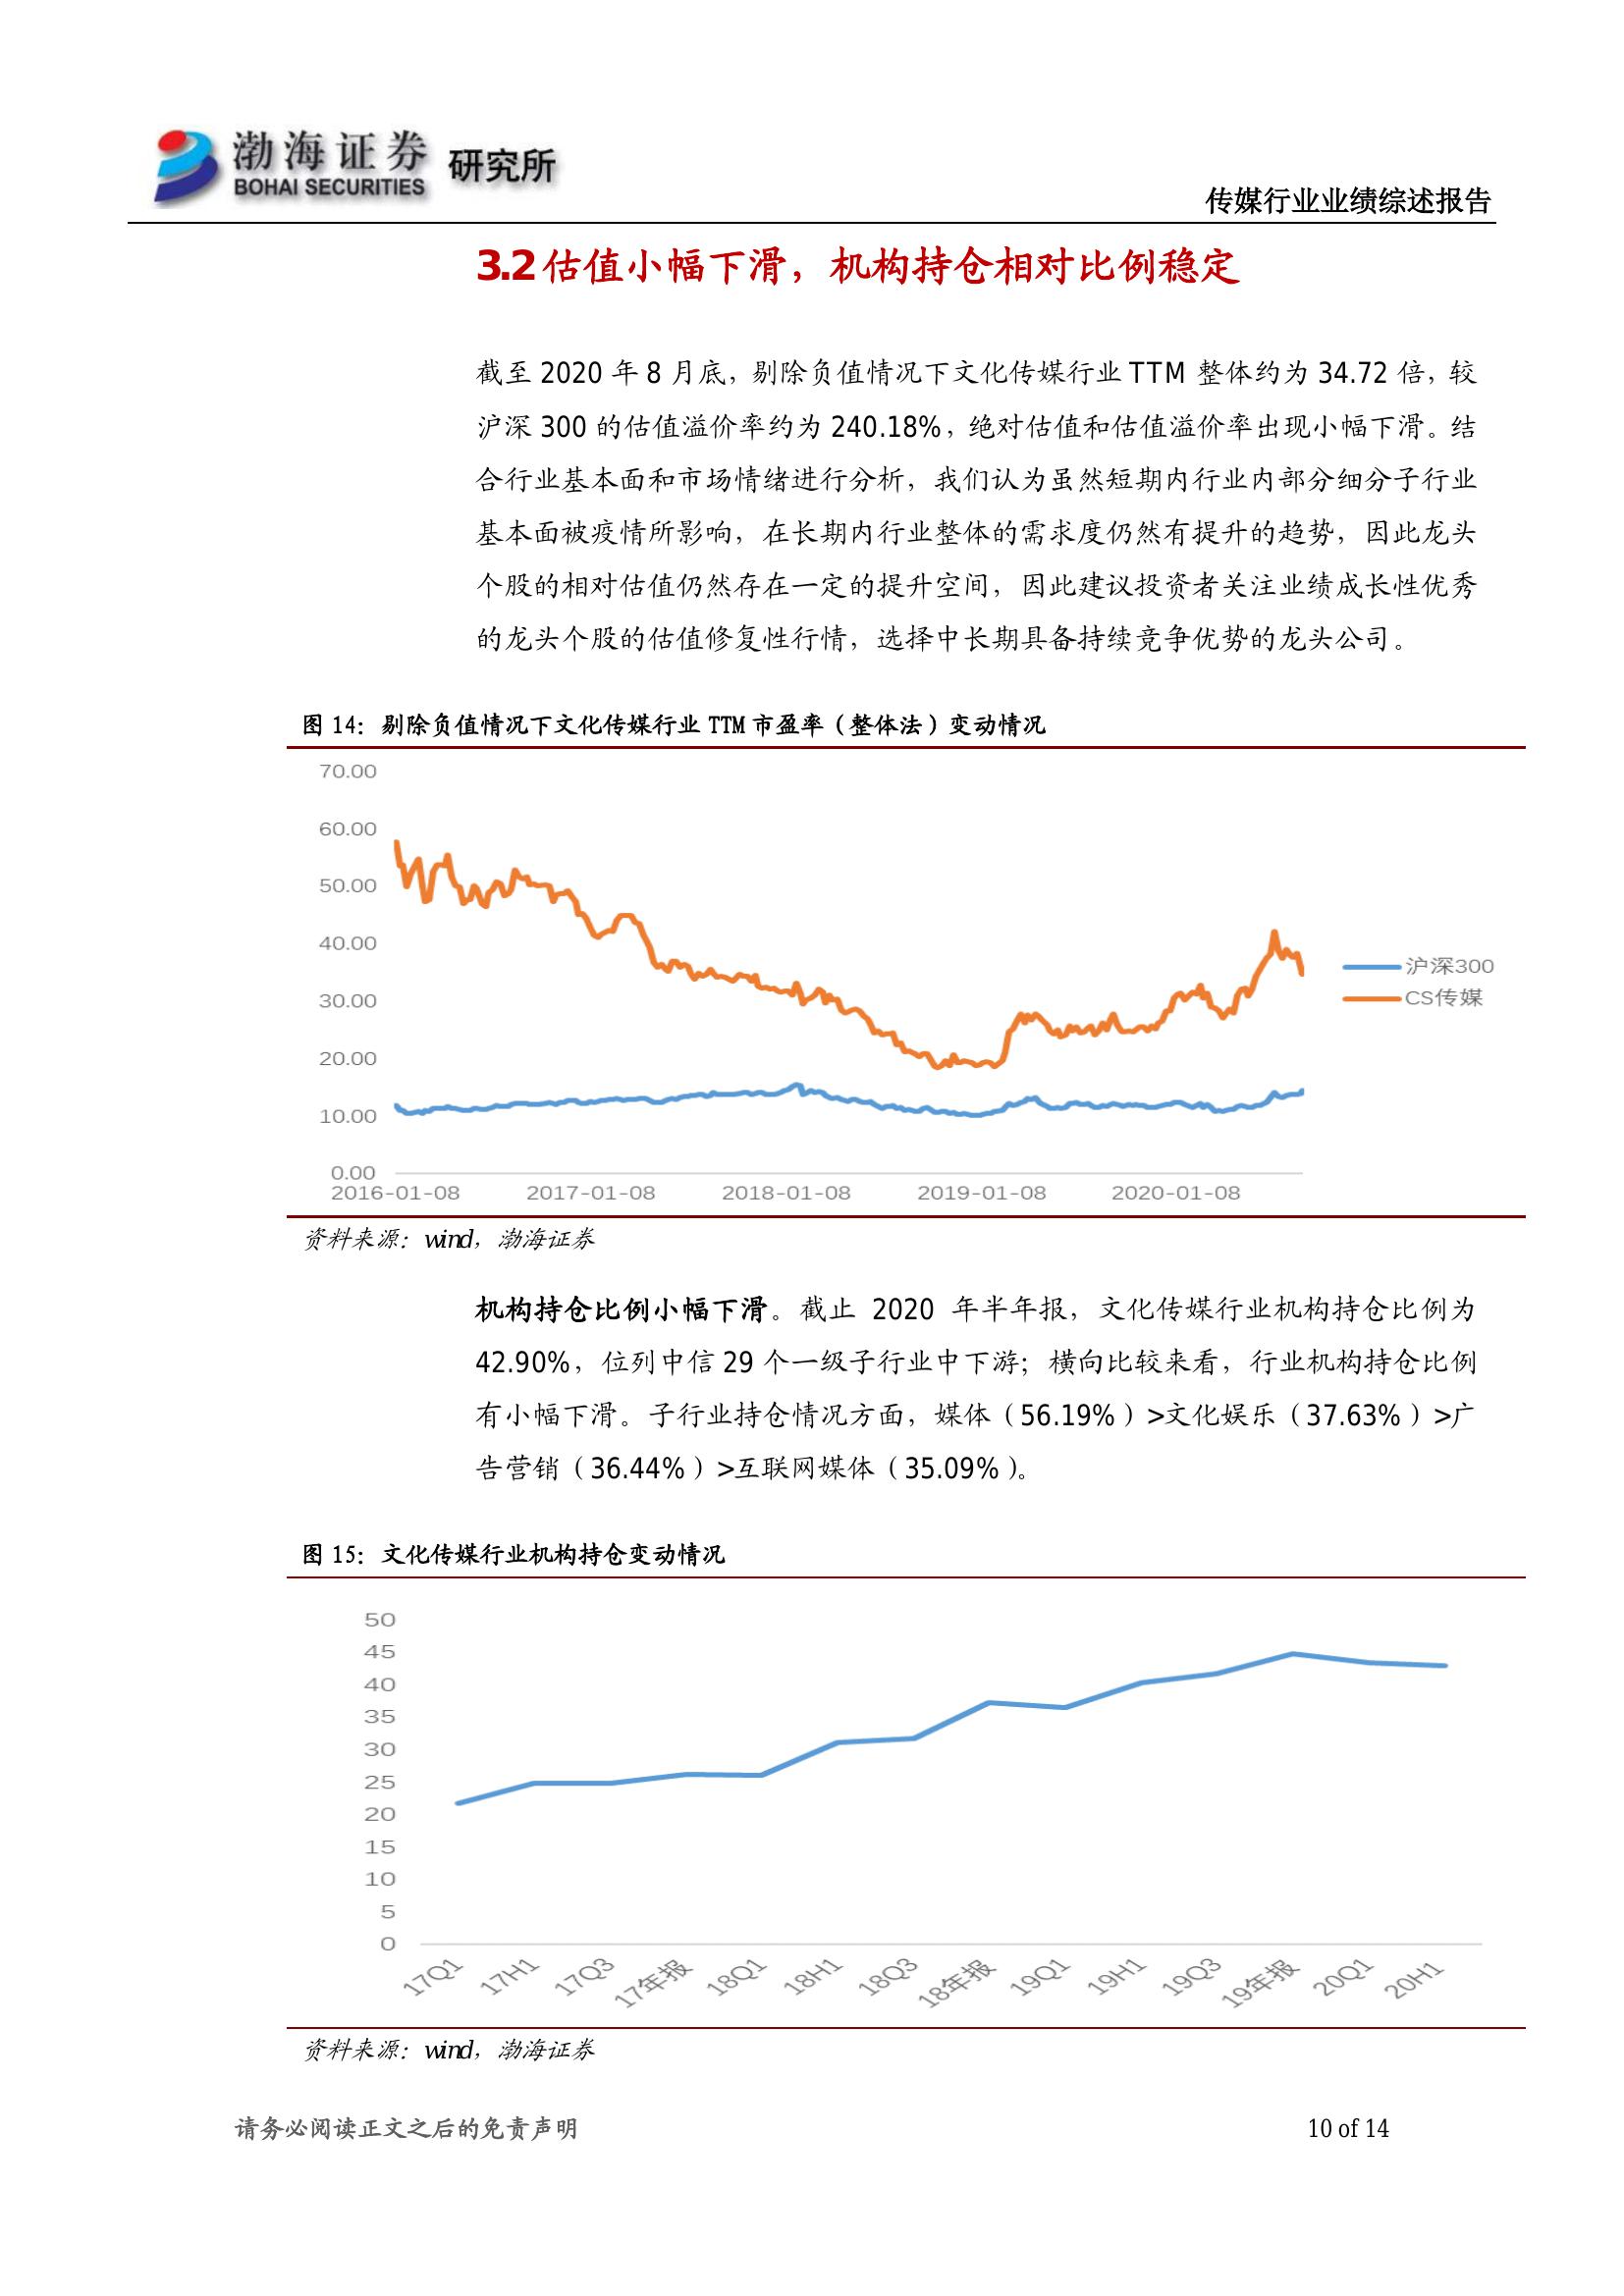 渤海证券 研究所
BOHAI SECURITIES
传媒行业业绩综述报告
3.2 估值小幅下滑，机构持仓相对比例稳定
截至 2020 年 8 月底，剔除负值情况下文化传媒行业 TTM 整体约为 34.72 倍，较
沪深 300 的估值溢价率约为 240.18%，绝对估值和估值溢价率出现小幅下滑。结
合行业基本面和市场情绪进行分析，我们认为虽然短期内行业内部分细分子行业
基本面被疫情所影响，在长期内行业整体的需求度仍然有提升的趋势，因此龙头
个股的相对估值仍然存在一定的提升空间，因此建议投资者关注业绩成长性优秀
的龙头个股的估值修复性行情，选择中长期具备持续竞争优势的龙头公司。
图 14：剔除负值情况下文化传媒行业 TTM 市盈率（整体法）变动情况
70.00
60.00
50.00
40.00
30.00
20.00
10.00
0.00
沪深300
CS传媒
2016-01-08 2017-01-08 2018-01-08 2019-01-08 2020-01-08
资料来源：wind，渤海证券
机构持仓比例小幅下滑。截止 2020 年半年报，文化传媒行业机构持仓比例为
42.90%，位列中信 29 个一级子行业中下游；横向比较来看，行业机构持仓比例
有小幅下滑。子行业持仓情况方面，媒体（56.19%）>文化娱乐（37.63%）>广
告营销（36.44%）>互联网媒体（35.09%）。
图 15：文化传媒行业机构持仓变动情况
50
45
40
35
30
25
20
15
10
5
0
17Q1 17H1 17Q3 17年报 18Q1 18H1 18Q3 18年报 19Q1 19H1 19Q3 19年报 20Q1 20H1
资料来源：wind，渤海证券
请务必阅读正文之后的免责声明 10 of 14